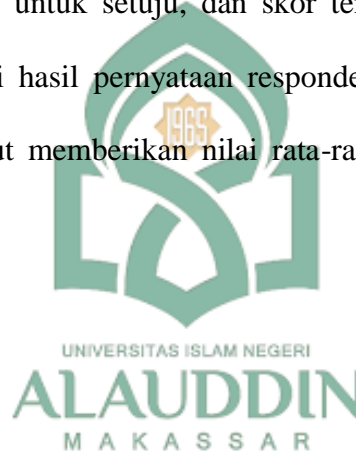 untuk setuju, dan skor
hasil pernyataan
memberikan nilai
1965
UNIVERSITAS ISLAM NEGERI
ALAUDDIN
MAKASSAR